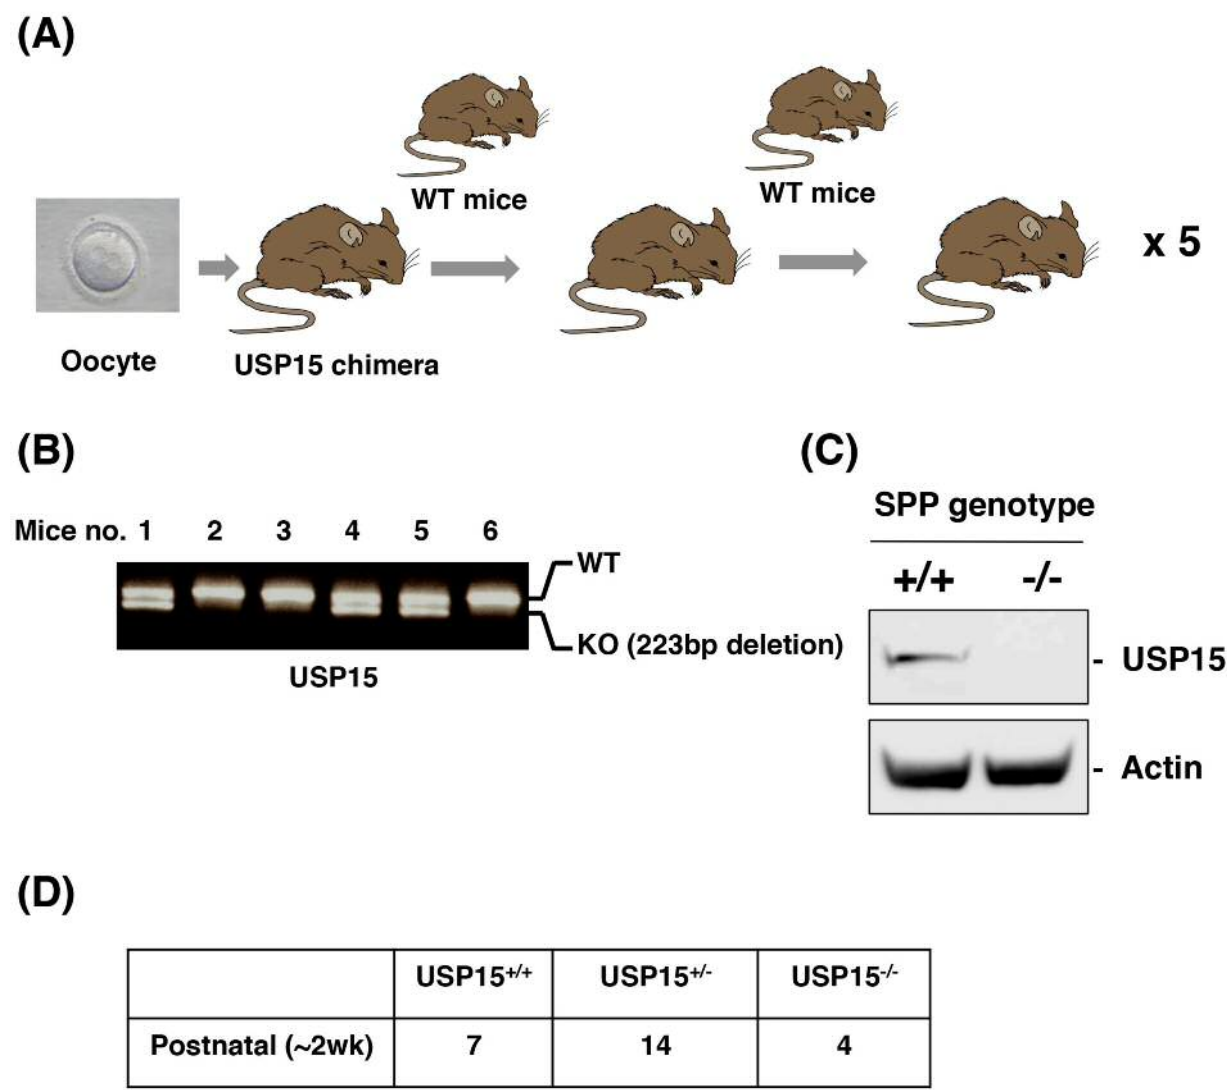 (A)
WT mice
WT mice
x 5
Oocyte
USP15 chimera
(B)
Mice no. 1 2 3 4 5 6
WT
KO (223bp deletion)
USP15
(C)
SPP genotype
+/+ -/-
- USP15
- Actin
(D)
USP15+/+ USP15+/- USP15-/-
Postnatal (~2wk) 7 14 4